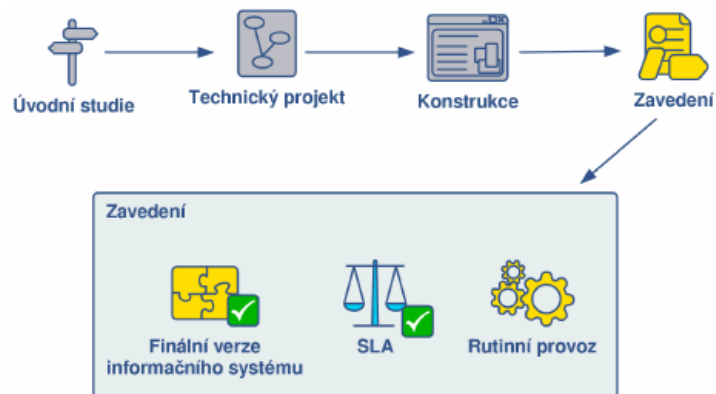 Úvodní studie
Technický projekt
Konstrukce
Zavedení
Zavedení
Finální verze
informačního systému
SLA
Rutinní provoz